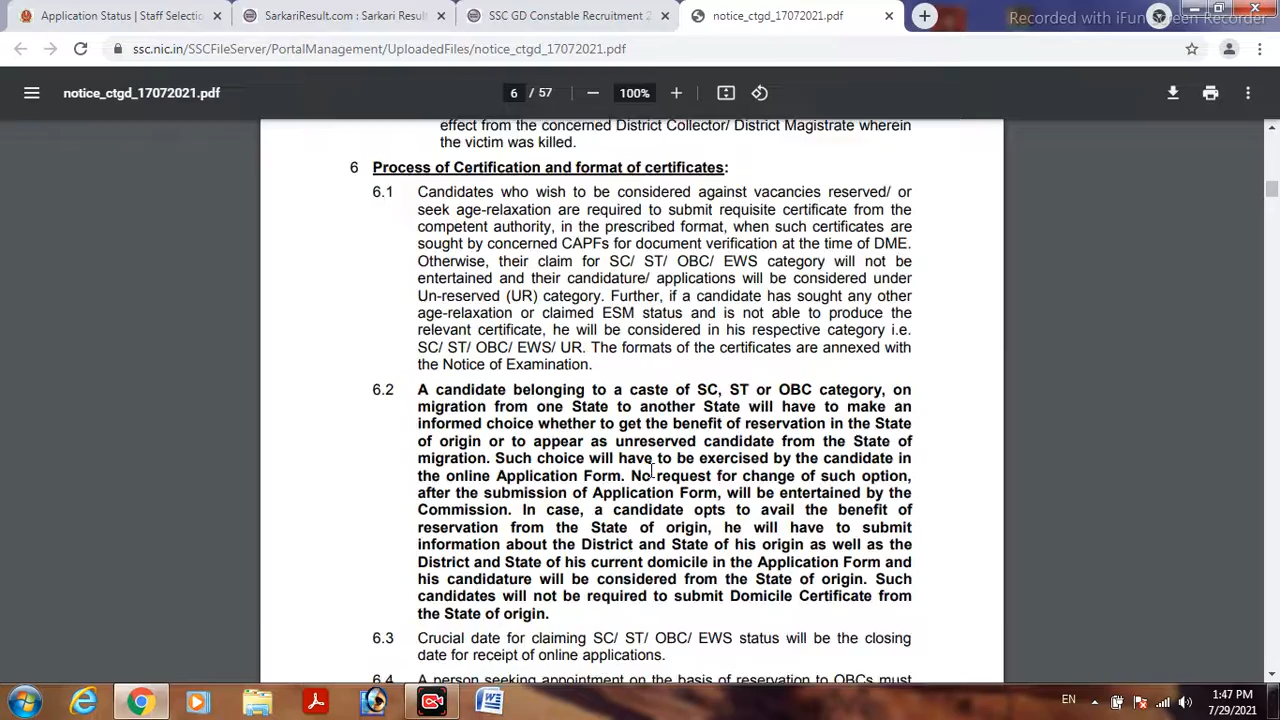 Application Status | Staff Selectio
SarkariResult.com : Sarkari Result
SSC GD Constable Recruitment 2
notice_ctgd_17072021.pdf
Recorded with iFun Screen Recorder
ssc.nic.in/SSCFileServer/PortalManagement/UploadedFiles/notice_ctgd_17072021.pdf
notice_ctgd_17072021.pdf
6 / 57
100%
effect from the concerned District Collector/ District Magistrate wherein
the victim was killed.
6 Process of Certification and format of certificates:
6.1 Candidates who wish to be considered against vacancies reserved/ or
seek age-relaxation are required to submit requisite certificate from the
competent authority, in the prescribed format, when such certificates are
sought by concerned CAPFs for document verification at the time of DME.
Otherwise, their claim for SC/ ST/ OBC/ EWS category will not be
entertained and their candidature/ applications will be considered under
Un-reserved (UR) category. Further, if a candidate has sought any other
age-relaxation or claimed ESM status and is not able to produce the
relevant certificate, he will be considered in his respective category i.e.
SC/ ST/ OBC/ EWS/ UR. The formats of the certificates are annexed with
the Notice of Examination.
6.2 A candidate belonging to a caste of SC, ST or OBC category, on
migration from one State to another State will have to make an
informed choice whether to get the benefit of reservation in the State
of origin or to appear as unreserved candidate from the State of
migration. Such choice will have to be exercised by the candidate in
the online Application Form. No request for change of such option,
after the submission of Application Form, will be entertained by the
Commission. In case, a candidate opts to avail the benefit of
reservation from the State of origin, he will have to submit
information about the District and State of his origin as well as the
District and State of his current domicile in the Application Form and
his candidature will be considered from the State of origin. Such
candidates will not be required to submit Domicile Certificate from
the State of origin.
6.3 Crucial date for claiming SC/ ST/ OBC/ EWS status will be the closing
date for receipt of online applications.
6.4 A person seeking appointment on the basis of reservation to OBCs must
EN
1:47 PM
7/29/2021